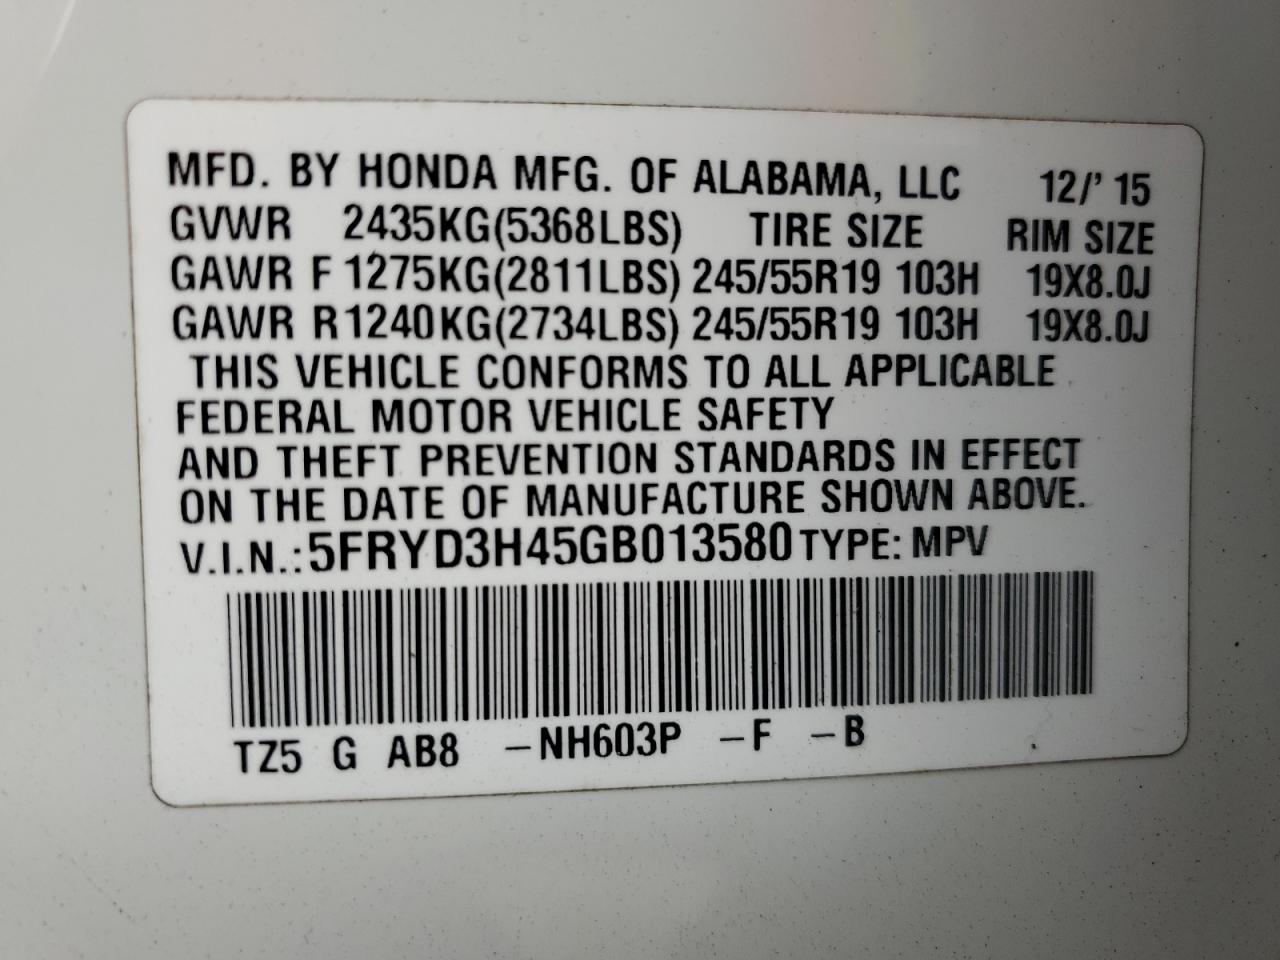 MFD. BY HONDA MFG. OF ALABAMA, LLC 12/' 15
GVWR 2435KG(5368LBS) TIRE SIZE RIM SIZE
GAWR F 1275KG(2811LBS) 245/55R19 103H 19X8.0J
GAWR R 1240KG(2734LBS) 245/55R19 103H 19X8.0J
THIS VEHICLE CONFORMS TO ALL APPLICABLE
FEDERAL MOTOR VEHICLE SAFETY
AND THEFT PREVENTION STANDARDS IN EFFECT
ON THE DATE OF MANUFACTURE SHOWN ABOVE.
V.I.N.: 5FRYD3H45GB013580 TYPE: MPV
TZ5 G AB8 –NH603P –F –B